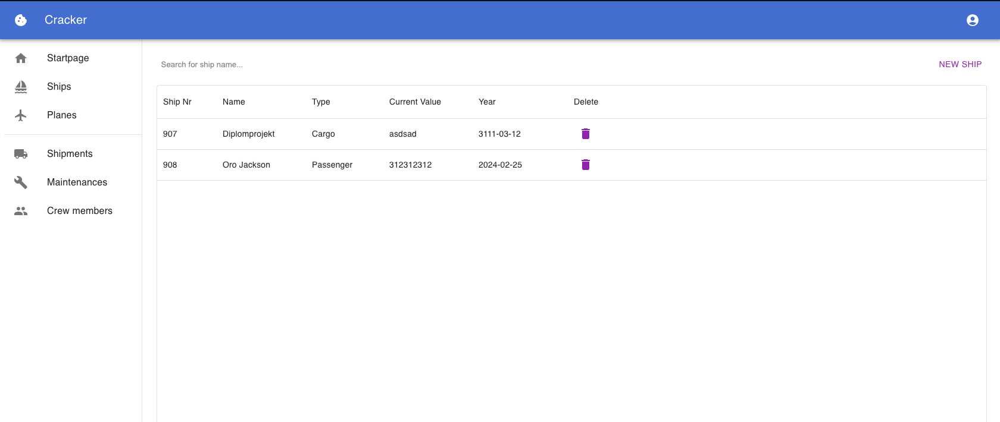 Cracker
Startpage
Ships
Planes
Shipments
Maintenances
Crew members
Search for ship name...
NEW SHIP
Ship Nr Name Type Current Value Year Delete
907 Diplomprojekt Cargo asdsad 3111-03-12
908 Oro Jackson Passenger 312312312 2024-02-25